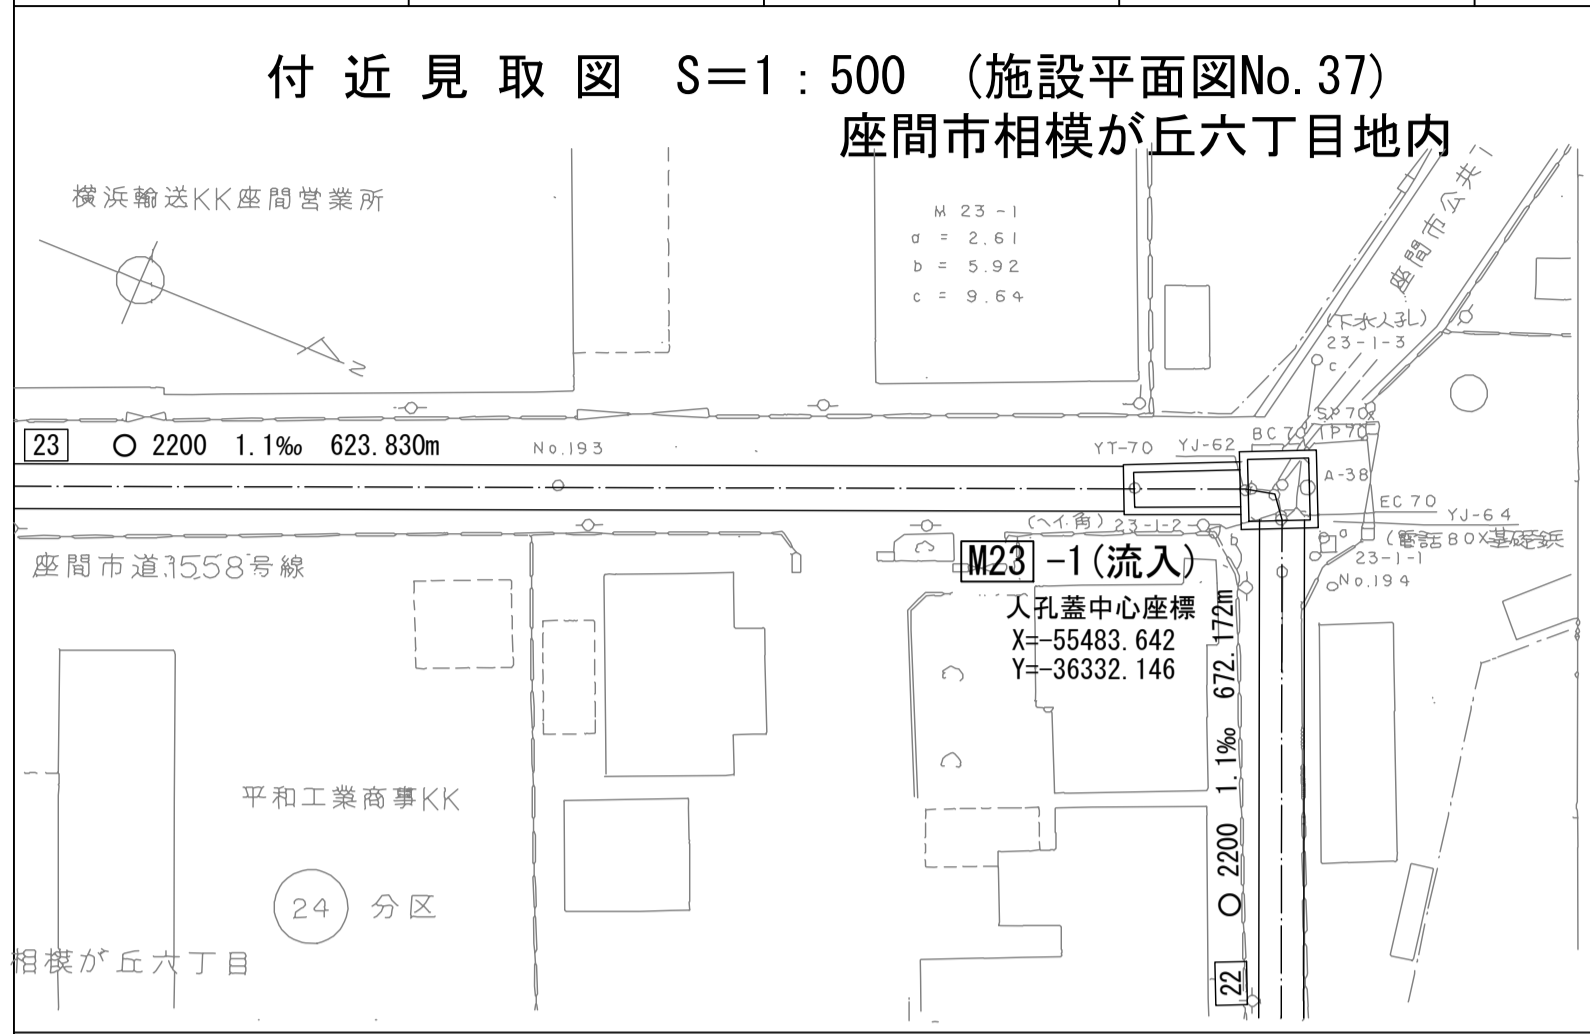 付近見取図 S=1:500 (施設平面図No.37)
座間市相模が丘六丁目地内
横浜輸送KK座間営業所
M 23-1
a = 2.61
b = 5.92
c = 9.64
座間市公共
N
(下水人孔)
23-1-3
c
23 ○ 2200 1.1‰ 623.830m
No.193
YT-70
YJ-62
BC 70
SP 70
IP 70
A-38
EC 70
YJ-64
(ヘイ角) 23-1-2
b
a
(電話BOX基礎鋲
23-1-1
No.194
座間市道1558号線
M23-1(流入)
人孔蓋中心座標
X=-55483.642
Y=-36332.146
22 ○ 2200 1.1‰ 672.172m
平和工業商事KK
24 分区
相模が丘六丁目